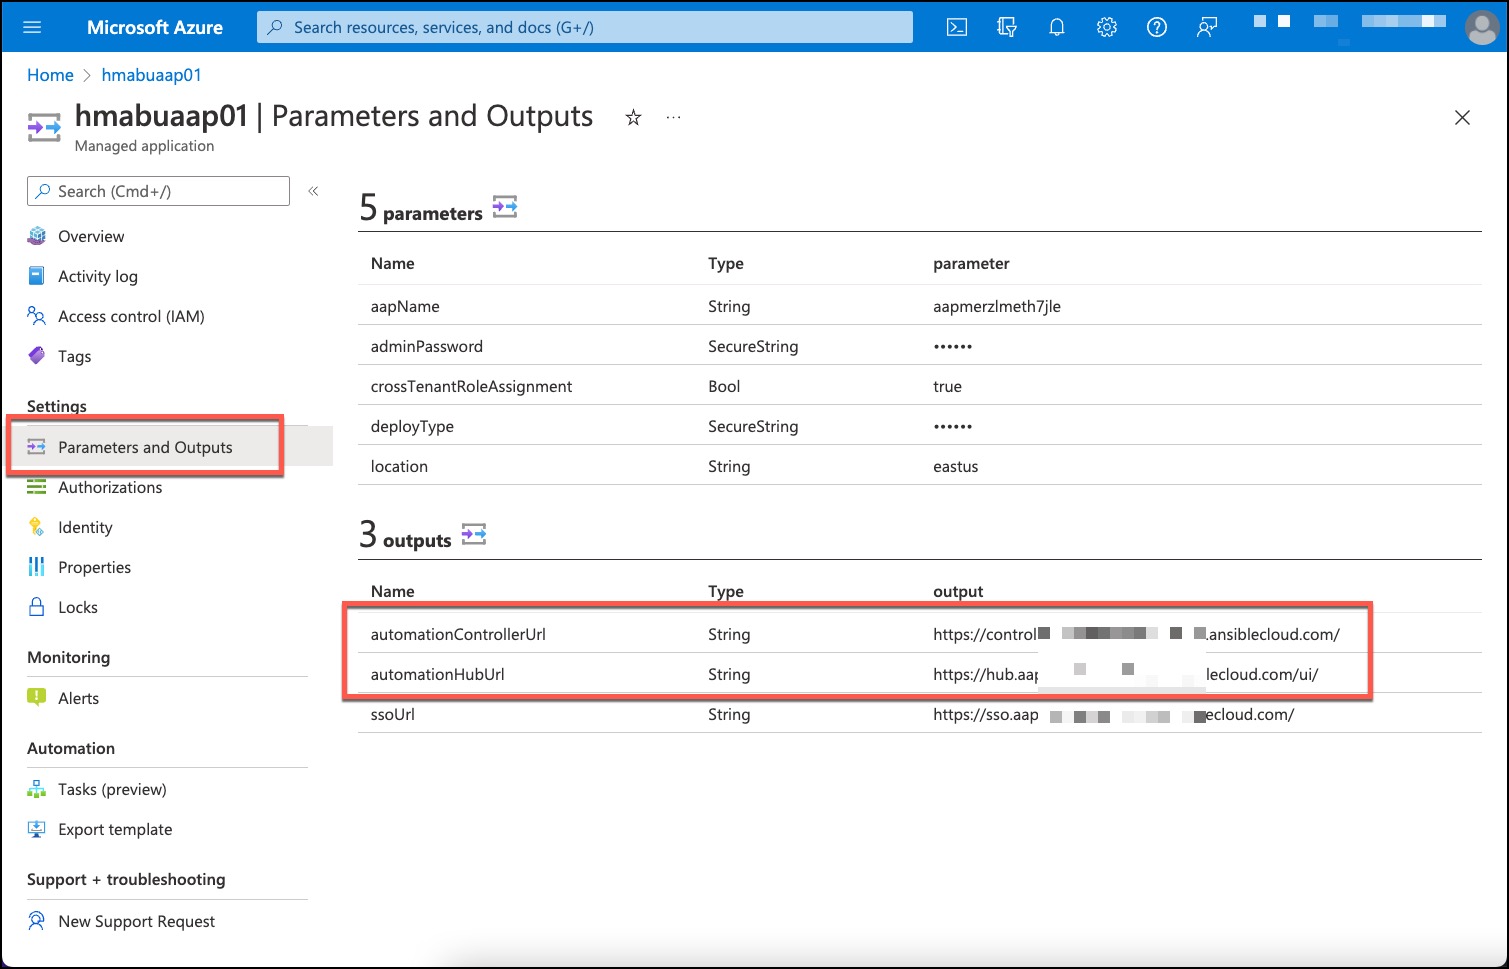 Microsoft Azure
Search resources, services, and docs (G+/)
Home > hmabuaap01
hmabuaap01 | Parameters and Outputs ...
Managed application
Search (Cmd+/) «
Overview
Activity log
Access control (IAM)
Tags
Settings
Parameters and Outputs
Authorizations
Identity
Properties
Locks
Monitoring
Alerts
Automation
Tasks (preview)
Export template
Support + troubleshooting
New Support Request
5 parameters
Name Type parameter
aapName String aapmerzlmeth7jle
adminPassword SecureString ••••••
crossTenantRoleAssignment Bool true
deployType SecureString ••••••
location String eastus
3 outputs
Name Type output
automationControllerUrl String https://control .ansiblecloud.com/
automationHubUrl String https://hub.aap lecloud.com/ui/
ssoUrl String https://sso.aap ecloud.com/